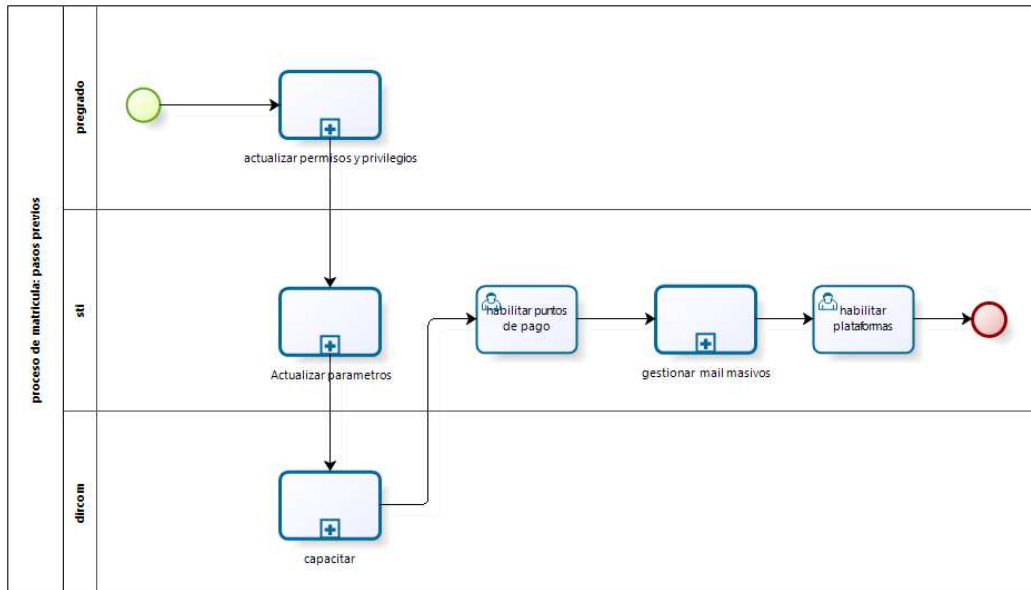 proceso de matricula: pasos previos
pregrado
actualizar permisos y privilegios
sti
Actualizar parametros
habilitar puntos
de pago
gestionar mail masivos
habilitar
plataformas
dircom
capacitar